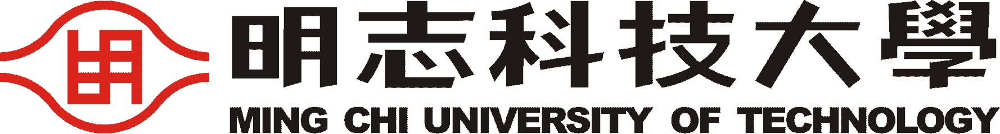 明志科技大學
MING CHI UNIVERSITY OF TECHNOLOGY